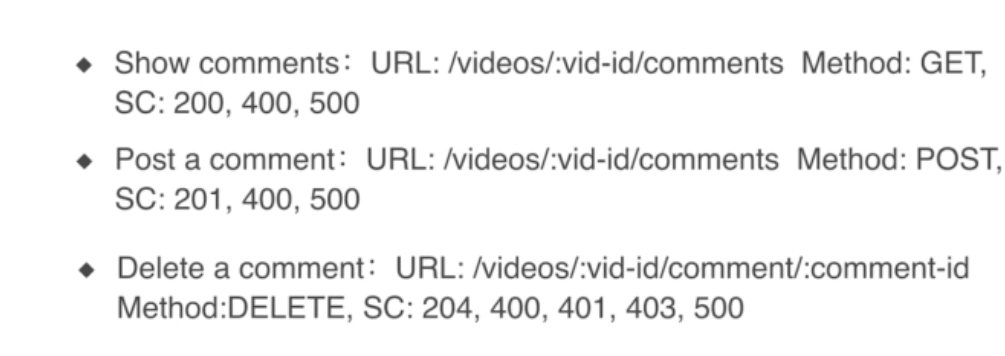 ◆ Show comments： URL: /videos/:vid-id/comments Method: GET,
SC: 200, 400, 500
◆ Post a comment： URL: /videos/:vid-id/comments Method: POST,
SC: 201, 400, 500
◆ Delete a comment： URL: /videos/:vid-id/comment/:comment-id
Method:DELETE, SC: 204, 400, 401, 403, 500